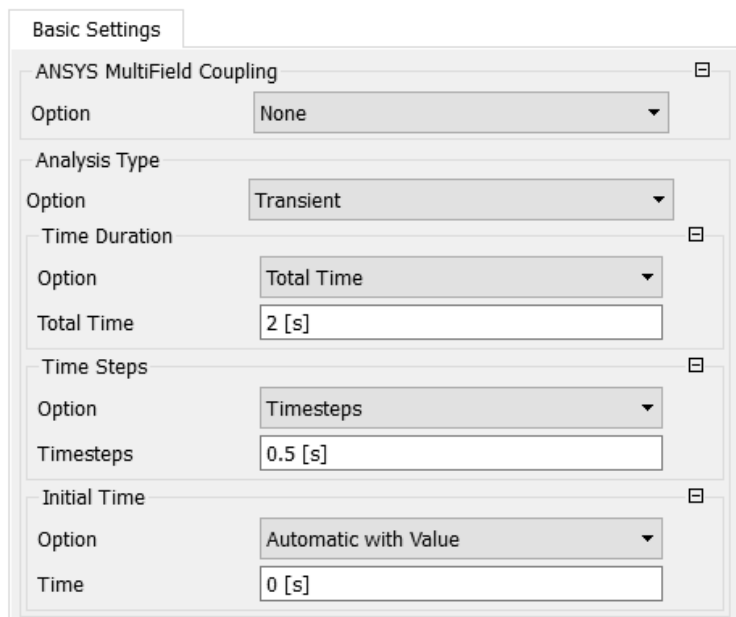 Basic Settings
ANSYS MultiField Coupling
Option None
Analysis Type
Option Transient
Time Duration
Option Total Time
Total Time 2 [s]
Time Steps
Option Timesteps
Timesteps 0.5 [s]
Initial Time
Option Automatic with Value
Time 0 [s]